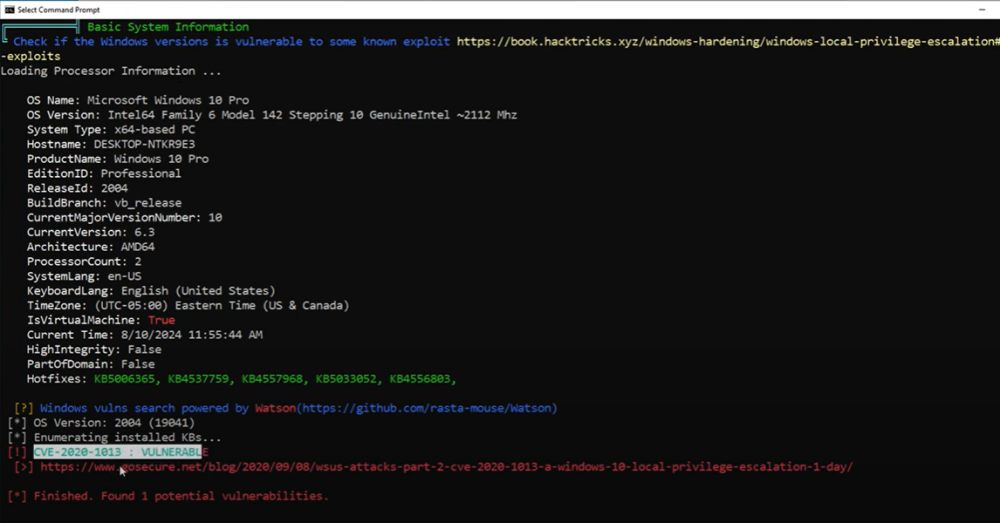 Select Command Prompt
Basic System Information
Check if the Windows versions is vulnerable to some known exploit https://book.hacktricks.xyz/windows-hardening/windows-local-privilege-escalation#
-exploits
Loading Processor Information ...
OS Name: Microsoft Windows 10 Pro
OS Version: Intel64 Family 6 Model 142 Stepping 10 GenuineIntel ~2112 Mhz
System Type: x64-based PC
Hostname: DESKTOP-NTKR9E3
ProductName: Windows 10 Pro
EditionID: Professional
ReleaseId: 2004
BuildBranch: vb_release
CurrentMajorVersionNumber: 10
CurrentVersion: 6.3
Architecture: AMD64
ProcessorCount: 2
SystemLang: en-US
KeyboardLang: English (United States)
TimeZone: (UTC-05:00) Eastern Time (US & Canada)
IsVirtualMachine: True
Current Time: 8/10/2024 11:55:44 AM
HighIntegrity: False
PartOfDomain: False
Hotfixes: KB5006365, KB4537759, KB4557968, KB5033052, KB4556803,
[?] Windows vulns search powered by Watson(https://github.com/rasta-mouse/Watson)
[*] OS Version: 2004 (19041)
[*] Enumerating installed KBs...
[!] CVE-2020-1013 : VULNERABLE
[>] https://www.gosecure.net/blog/2020/09/08/wsus-attacks-part-2-cve-2020-1013-a-windows-10-local-privilege-escalation-1-day/
[*] Finished. Found 1 potential vulnerabilities.